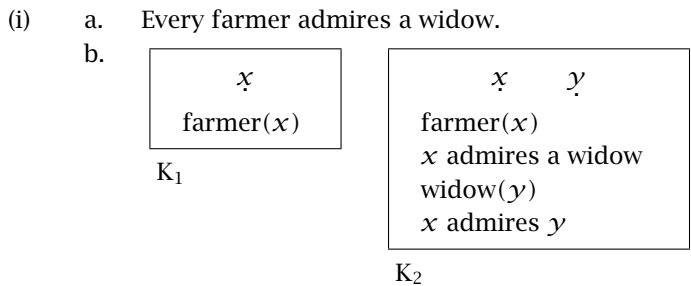 (i) a. Every farmer admires a widow.
b.
x
farmer(x)
K₁
x y
farmer(x)
x admires a widow
widow(y)
x admires y
K₂